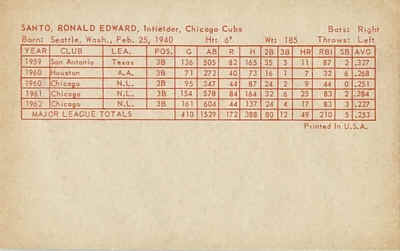 SANTO, RONALD EDWARD, Infielder, Chicago Cubs Bats: Right
Born: Seattle, Wash., Feb. 25, 1940 Ht: 6' Wt: 185 Throws: Left
YEAR CLUB LEA. POS. G AB R H 2B 3B HR RBI SB AVG
1959 San Antonio Texas 3B 136 505 82 165 35 3 11 87 2 .327
1960 Houston A.A. 3B 71 272 40 73 16 1 7 32 6 .268
1960 Chicago N.L. 2B 95 347 44 87 24 2 9 44 0 .251
1961 Chicago N.L. 3B 154 578 84 164 32 6 23 83 2 .284
1962 Chicago N.L. 3B 161 604 44 137 24 4 17 83 3 .227
MAJOR LEAGUE TOTALS 410 1529 172 388 80 12 49 210 5 .253
Printed In U.S.A.